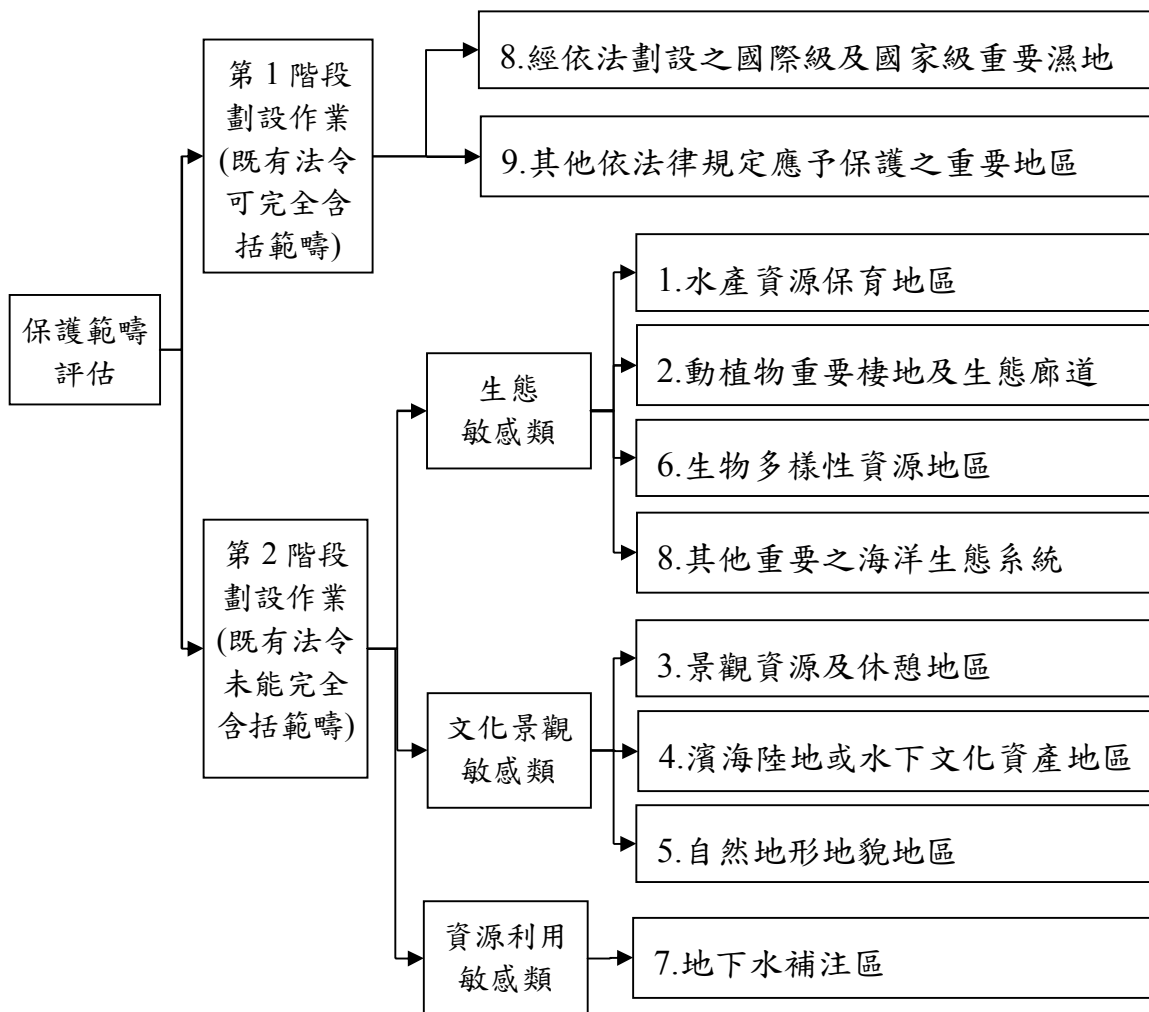 保護範疇
評估
第 1 階段
劃設作業
(既有法令
可完全含
括範疇)
8.經依法劃設之國際級及國家級重要濕地
9.其他依法律規定應予保護之重要地區
第 2 階段
劃設作業
(既有法令
未能完全
含括範疇)
生態
敏感類
1.水產資源保育地區
2.動植物重要棲地及生態廊道
6.生物多樣性資源地區
8.其他重要之海洋生態系統
文化景觀
敏感類
3.景觀資源及休憩地區
4.濱海陸地或水下文化資產地區
5.自然地形地貌地區
資源利用
敏感類
7.地下水補注區